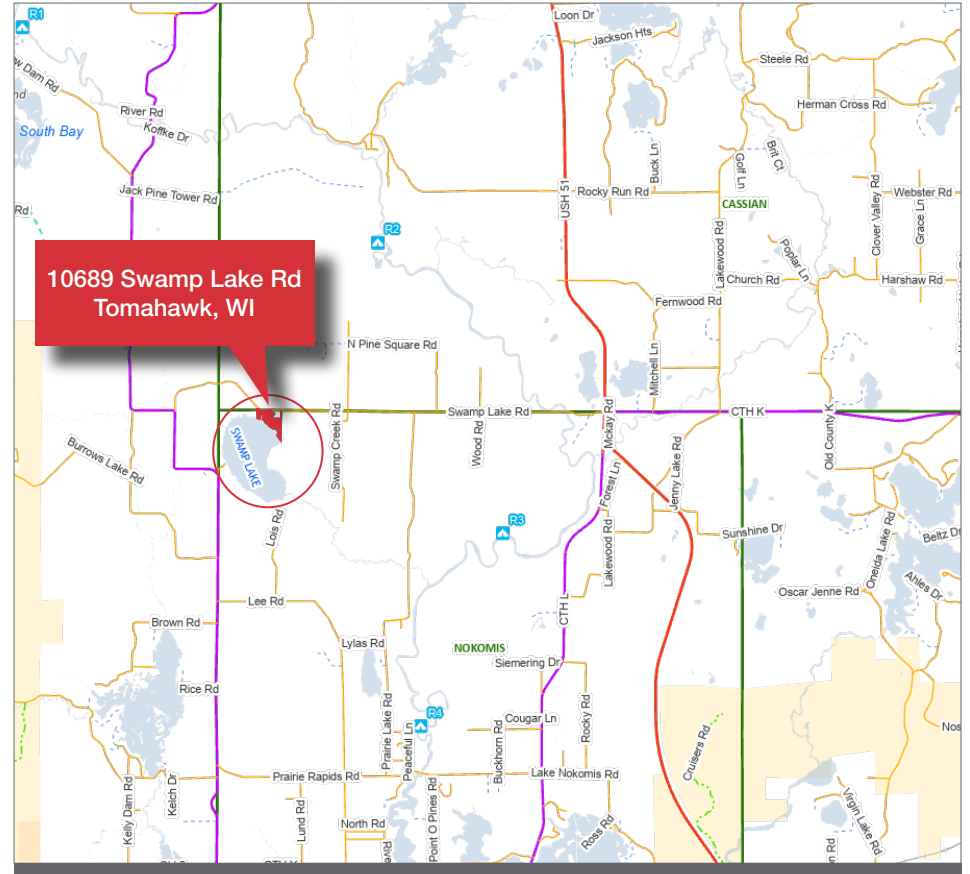 R1
Loon Dr
Jackson Hts
Steele Rd
w Dam Rd
nd
River Rd
Koffke Dr
South Bay
Herman Cross Rd
Buck Ln
Golf Ln
Brit Ct
Jack Pine Tower Rd
USH 51
Rocky Run Rd
CASSIAN
Clover Valley Rd
Webster Rd
Grace Ln
Rd
R2
Lakewood Rd
Poplar Ln
10689 Swamp Lake Rd
Tomahawk, WI
Church Rd
Harshaw Rd
Fernwood Rd
N Pine Square Rd
Mitchell Ln
Swamp Lake Rd
McKay Rd
CTH K
Old County K
SWAMP LAKE
Swamp Creek Rd
Wood Rd
Burrows Lake Rd
Forest Ln
Jenny Lake Rd
Lois Rd
R3
Sunshine Dr
Oneida Lake Rd
Beltz Dr
Lakewood Rd
Ahles Dr
Lee Rd
Oscar Jenne Rd
CTH L
Brown Rd
Lylas Rd
NOKOMIS
Siemering Dr
Rice Rd
Prairie Lake Rd
R4
Peaceful Ln
Cougar Ln
Buckhorn Rd
Rocky Rd
Cruisers Rd
Nos
Kelly Dam Rd
Kelch Dr
Prairie Rapids Rd
Lake Nokomis Rd
Lund Rd
North Rd
Point O Pines Rd
Ross Rd
Virgin Lake Rd
Rive
on Rd